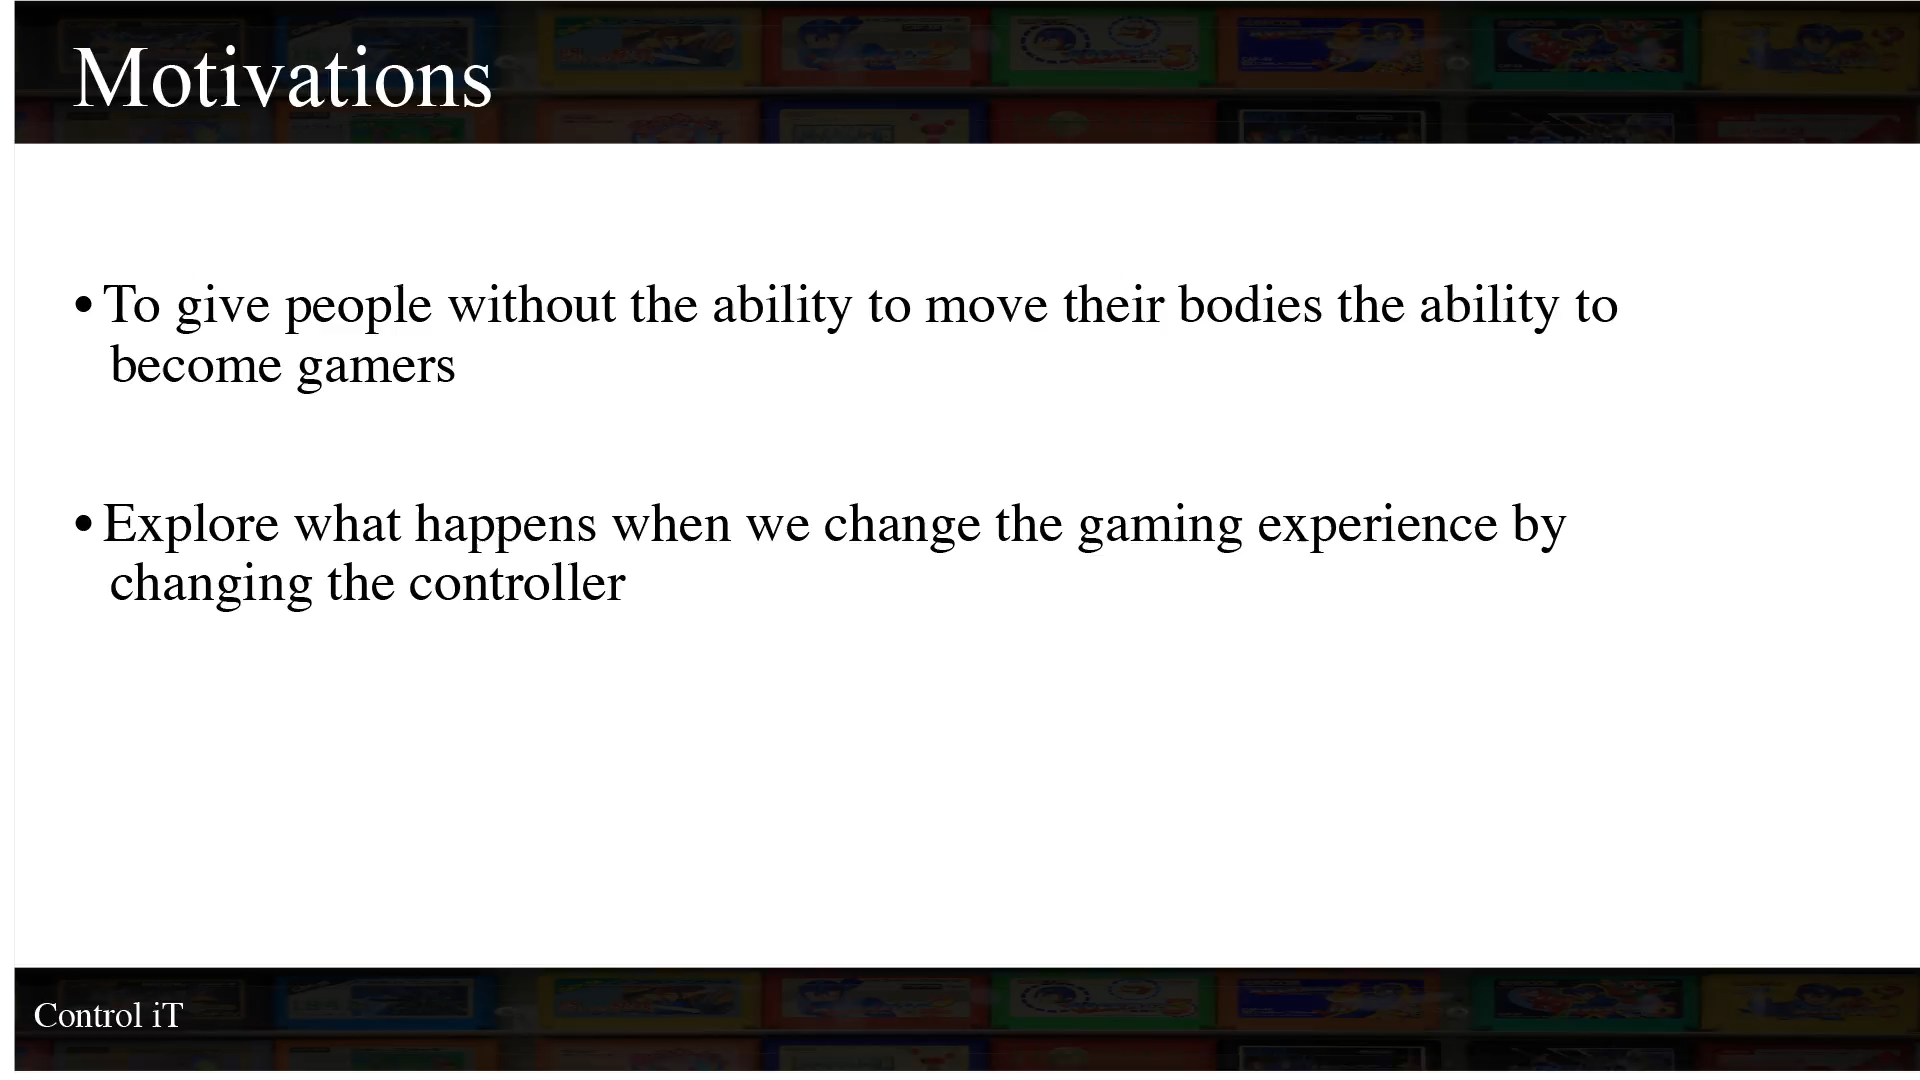 Motivations
• To give people without the ability to move their bodies the ability to
become gamers
• Explore what happens when we change the gaming experience by
changing the controller
Control iT